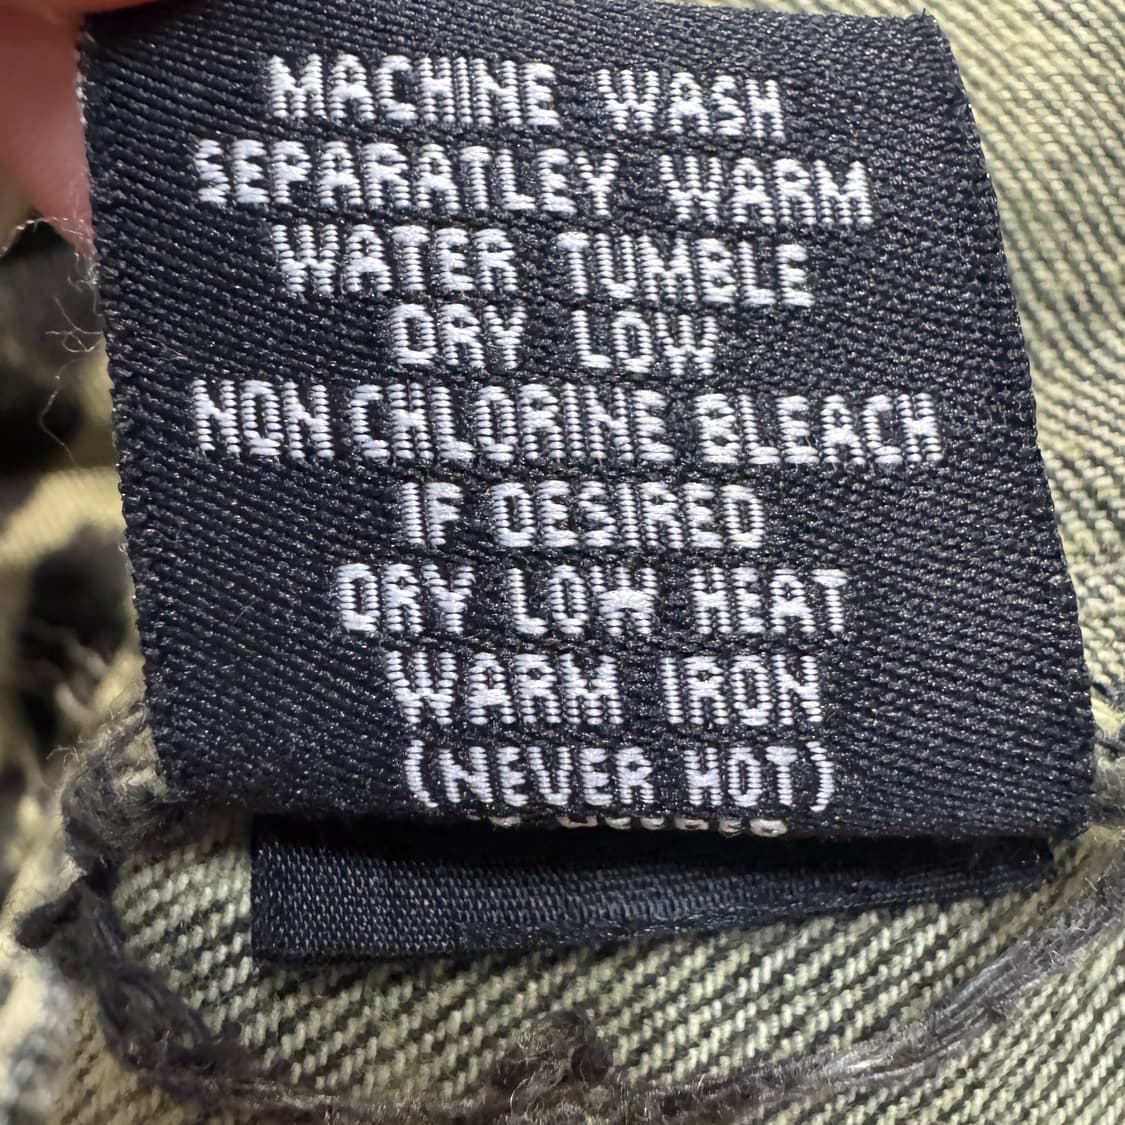 MACHINE WASH
SEPARATLEY WARM
WATER TUMBLE
DRY LOW
NON CHLORINE BLEACH
IF DESIRED
DRY LOW HEAT
WARM IRON
(NEVER HOT)